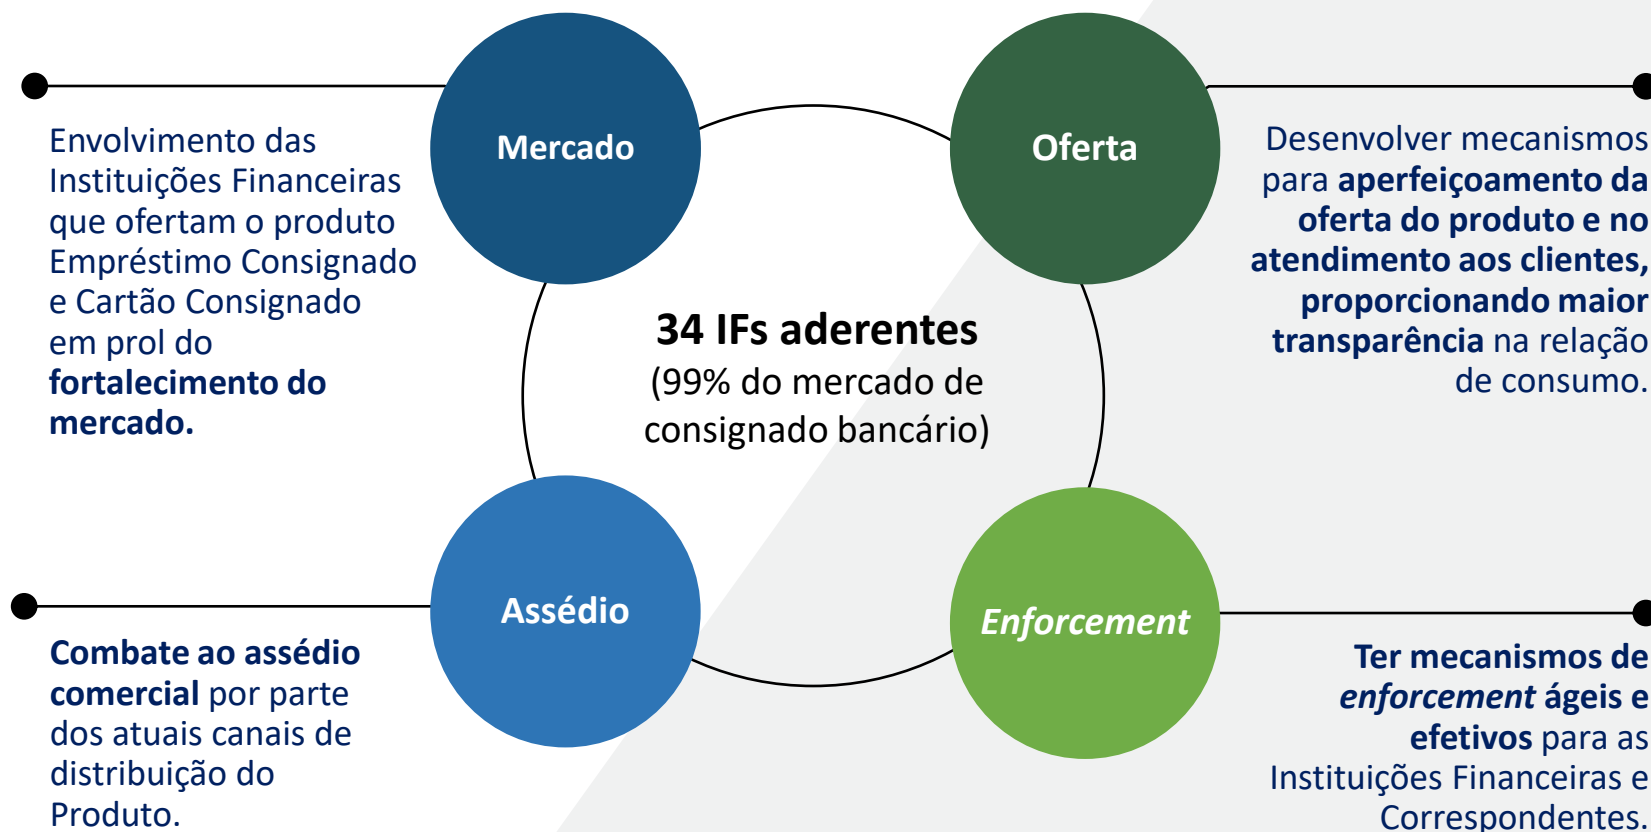 Mercado
Envolvimento das
Instituições Financeiras
que ofertam o produto
Empréstimo Consignado
e Cartão Consignado
em prol do
fortalecimento do
mercado.
Oferta
Desenvolver mecanismos
para aperfeiçoamento da
oferta do produto e no
atendimento aos clientes,
proporcionando maior
transparência na relação
de consumo.
34 IFs aderentes
(99% do mercado de
consignado bancário)
Assédio
Combate ao assédio
comercial por parte
dos atuais canais de
distribuição do
Produto.
Enforcement
Ter mecanismos de
enforcement ágeis e
efetivos para as
Instituições Financeiras e
Correspondentes.